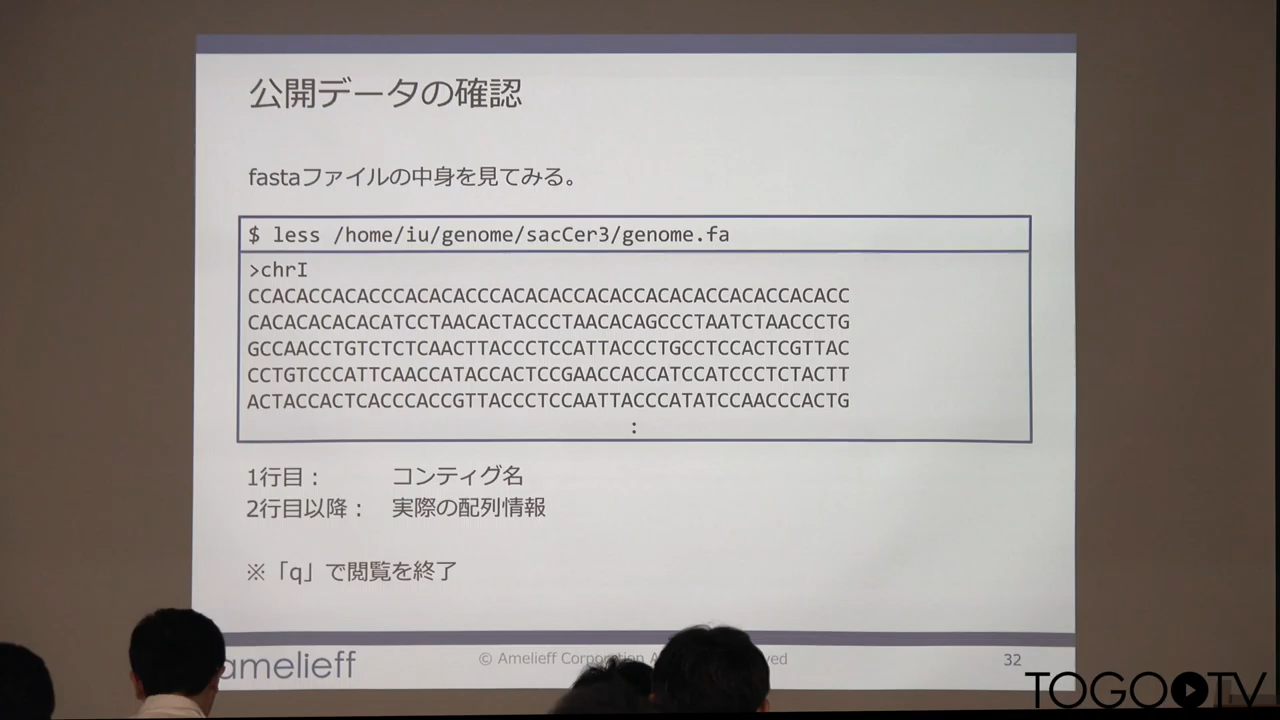 公開データの確認
fastaファイルの中身を見てみる。
$ less /home/iu/genome/sacCer3/genome.fa
>chrI
CCACACCACACCCACACACCCACACACCACACCACACACCACACCACACC
CACACACACACATCCTAACACTACCCTAACACAGCCCTAATCTAACCCTG
GCCAACCTGTCTCTCAACTTACCCTCCATTACCCTGCCTCCACTCGTTAC
CCTGTCCCATTCAACCATACCACTCCGAACCACCATCCATCCCTCTACTT
ACTACCACTCACCCACCGTTACCCTCCAATTACCCATATCCAACCCACTG
:
1行目： コンティグ名
2行目以降： 実際の配列情報
※「q」で閲覧を終了
amelieff
© Amelieff
32
TOGOTV